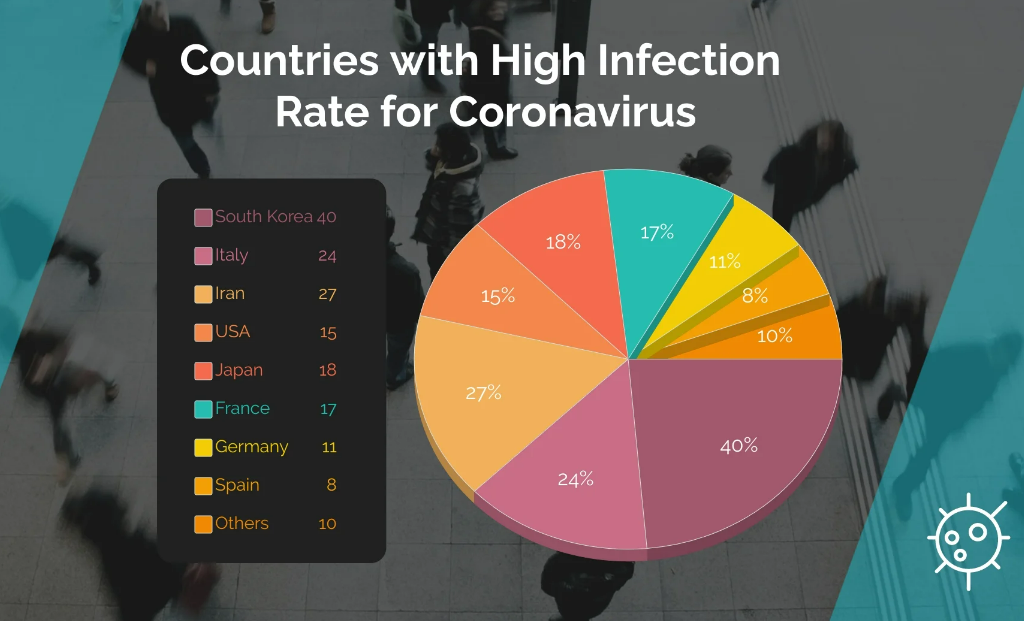 Countries with High Infection
Rate for Coronavirus
South Korea 40
Italy 24
Iran 27
USA 15
Japan 18
France 17
Germany 11
Spain 8
Others 10
17%
18%
11%
8%
15%
10%
27%
40%
24%